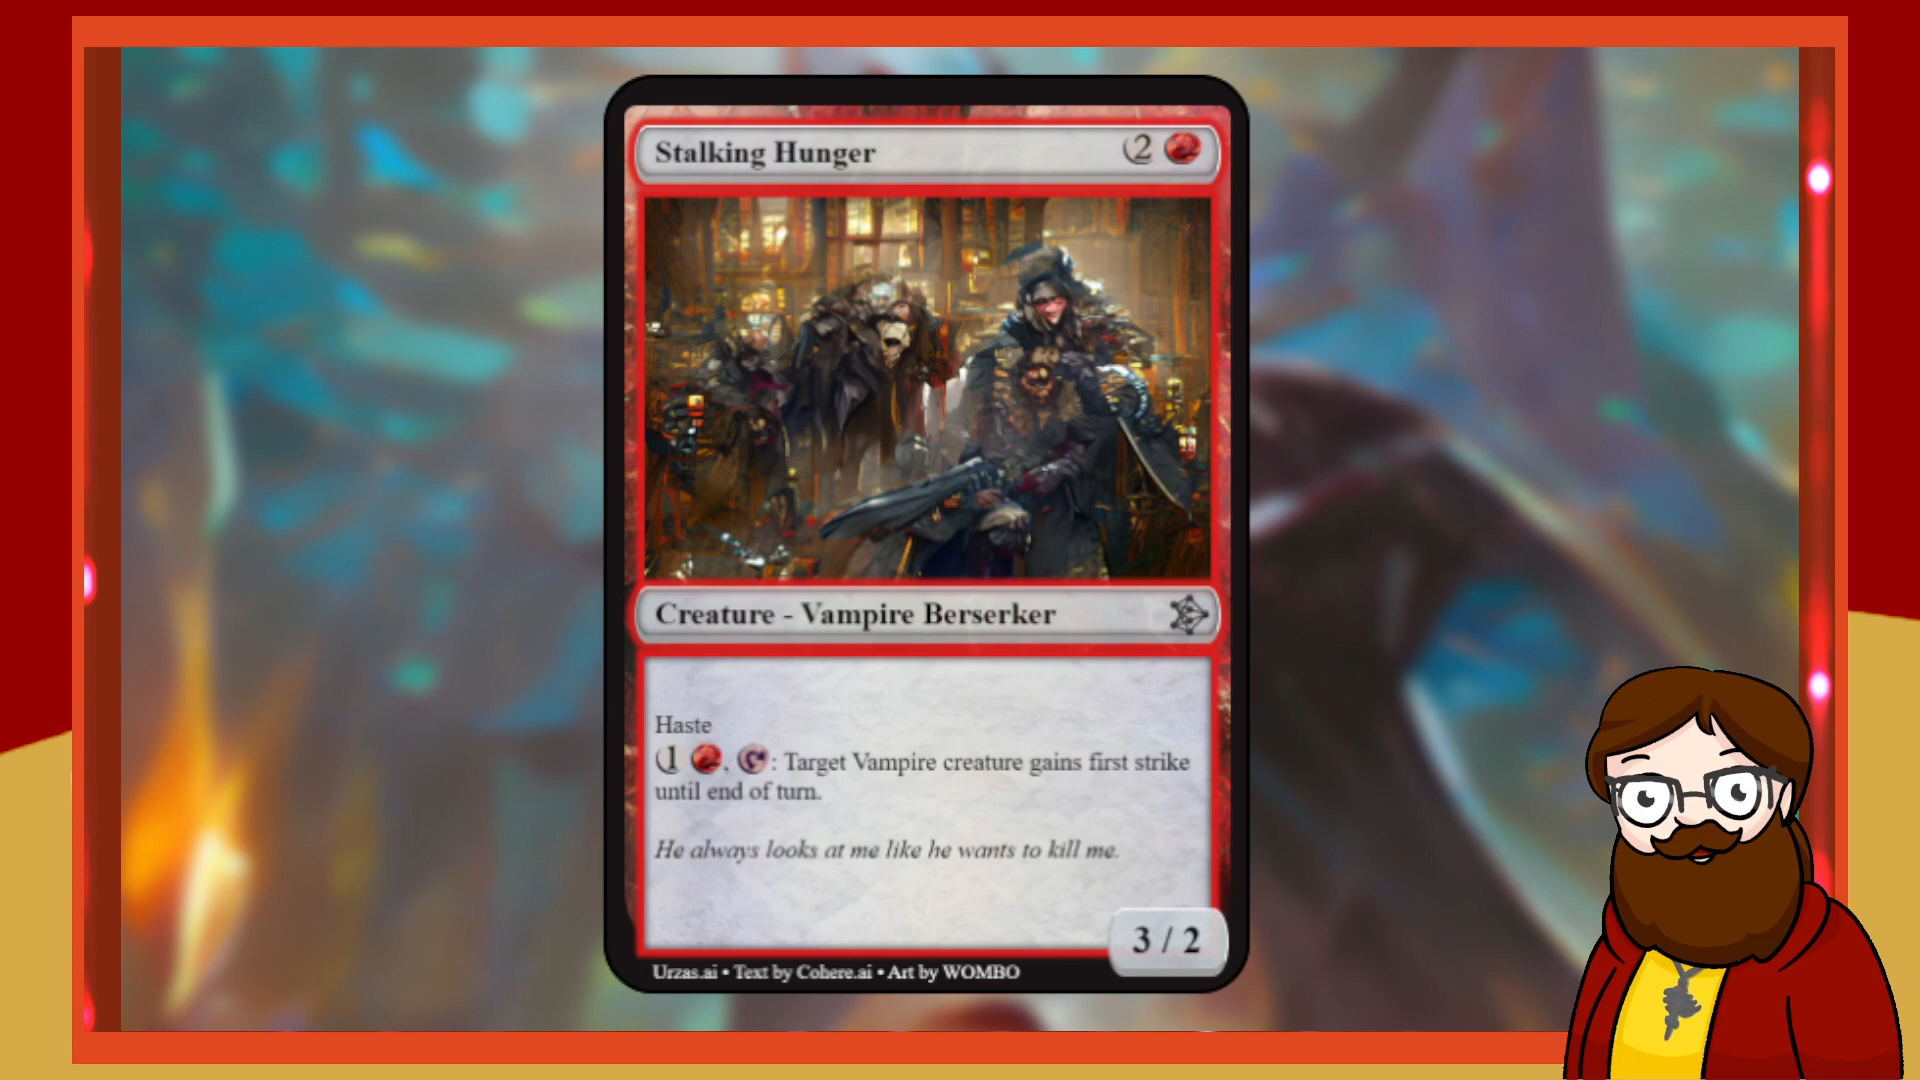 Stalking Hunger 2
Creature - Vampire Berserker
Haste
1 , : Target Vampire creature gains first strike
until end of turn.
He always looks at me like he wants to kill me.
3 / 2
Urzas.ai • Text by Cohere.ai • Art by WOMBO